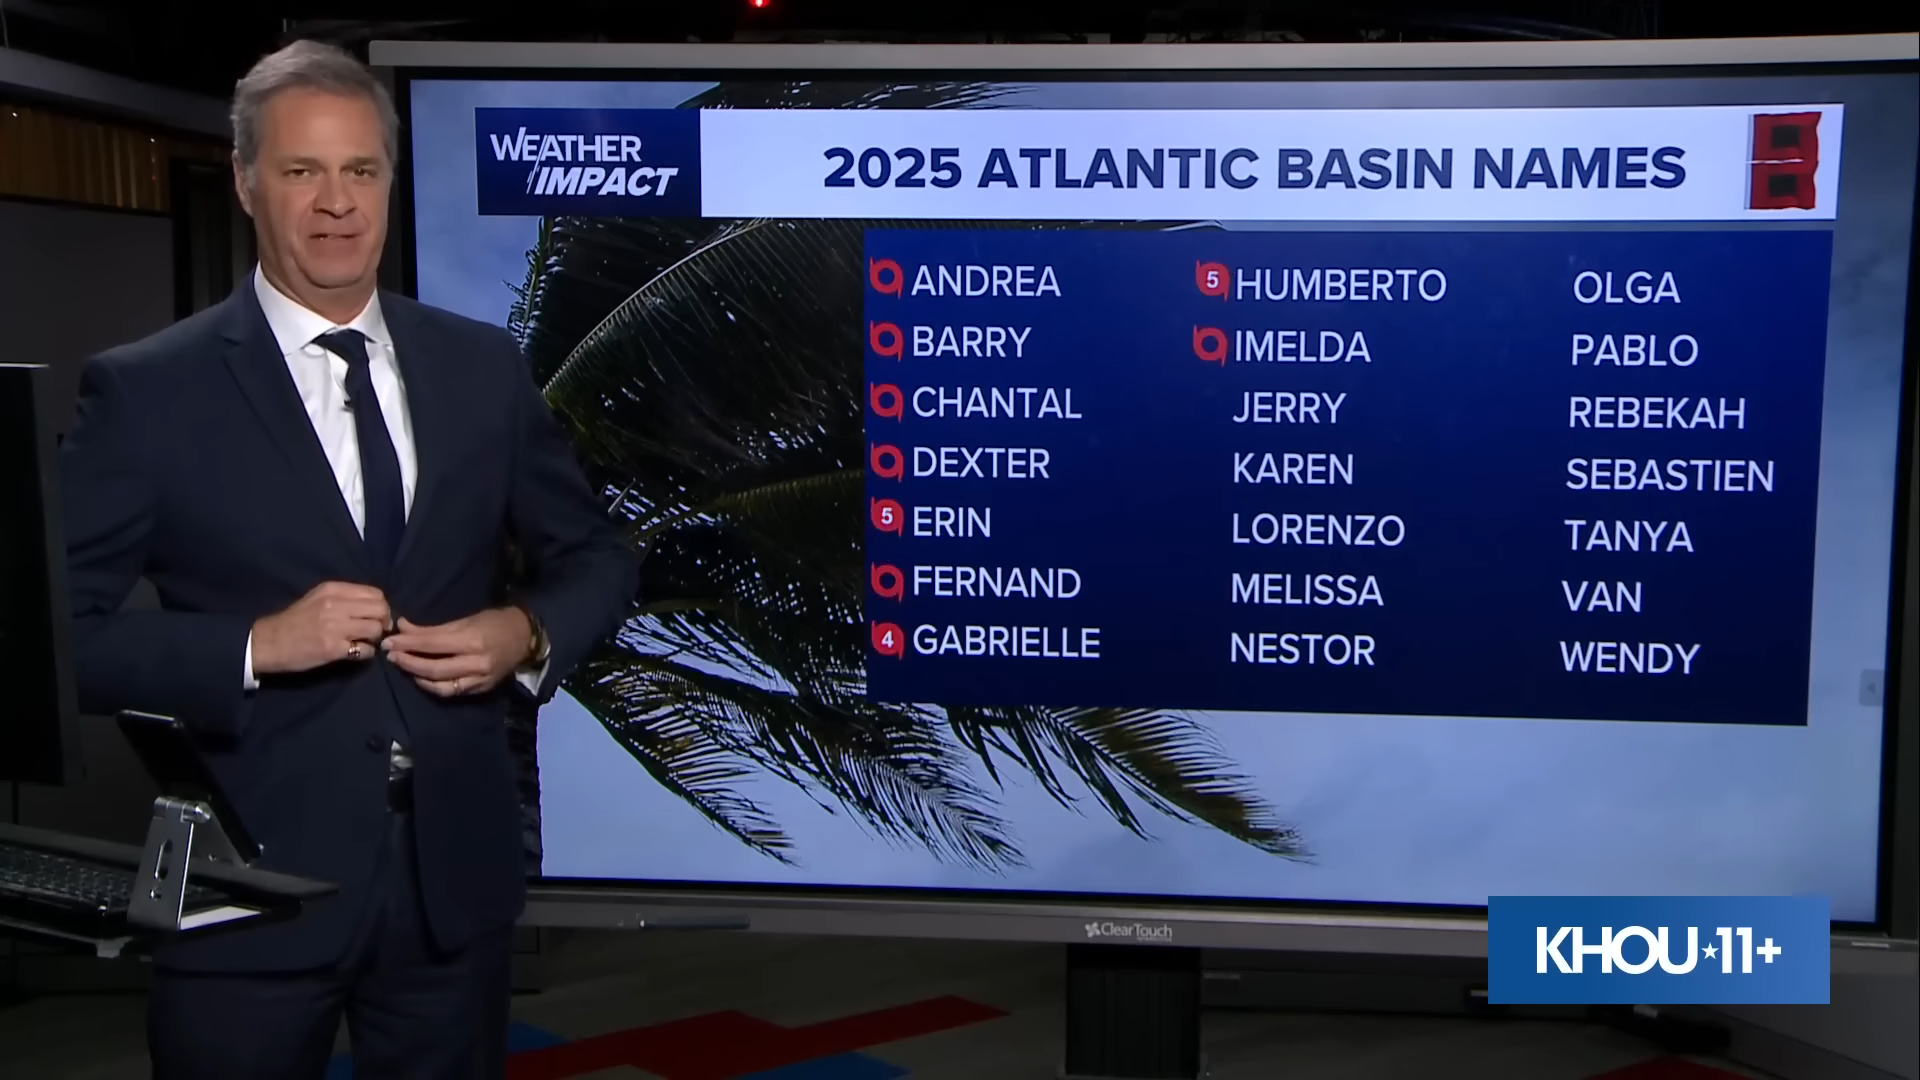 WEATHER
IMPACT
2025 ATLANTIC BASIN NAMES
ANDREA
BARRY
CHANTAL
DEXTER
5 ERIN
FERNAND
4 GABRIELLE
5 HUMBERTO
IMELDA
JERRY
KAREN
LORENZO
MELISSA
NESTOR
OLGA
PABLO
REBEKAH
SEBASTIEN
TANYA
VAN
WENDY
ClearTouch
KHOU★11+